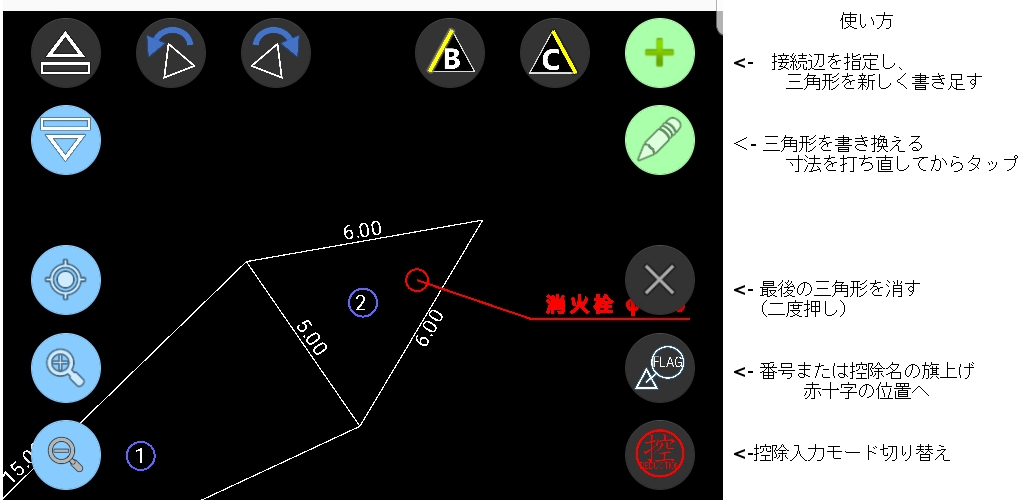 使い方
B
C
<- 接続辺を指定し、
三角形を新しく書き足す
<- 三角形を書き換える
寸法を打ち直してからタップ
6.00
2
5.00
6.00
消火栓
<- 最後の三角形を消す
（二度押し）
FLAG
<- 番号または控除名の旗上げ
赤十字の位置へ
1
控
DEDUCTION
<-控除入力モード切り替え